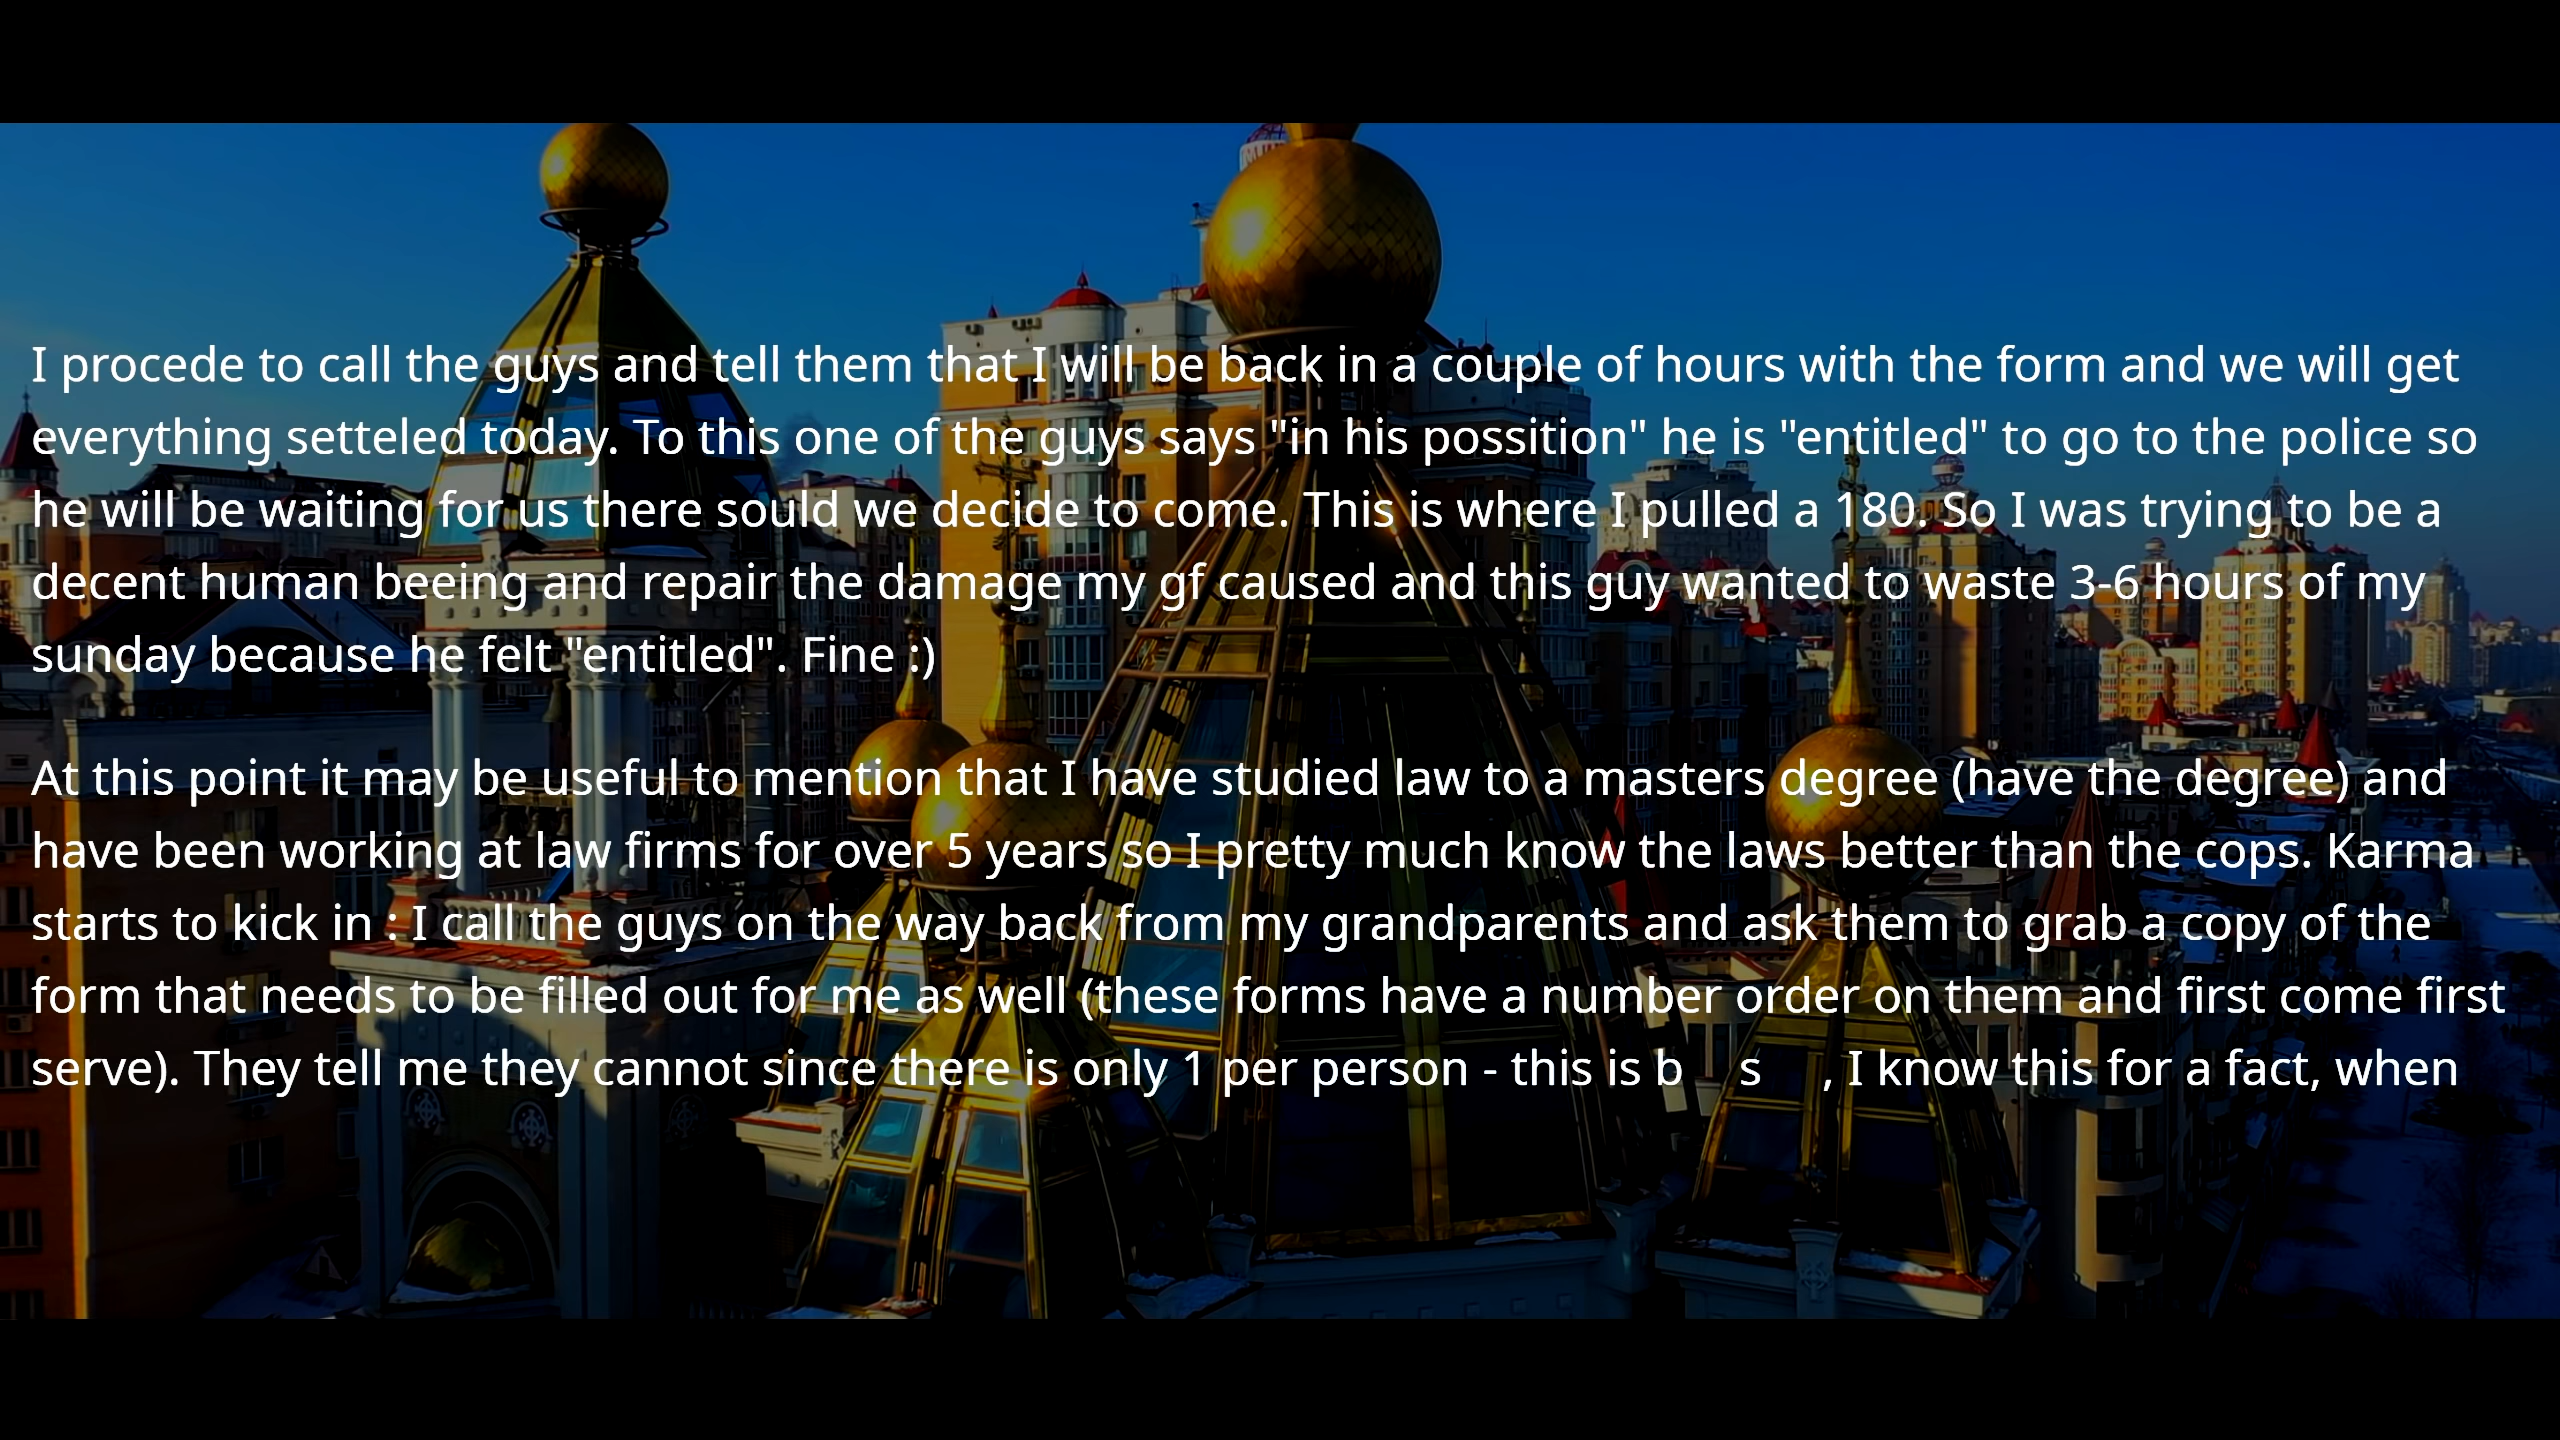 I procede to call the guys and tell them that I will be back in a couple of hours with the form and we will get
everything setteled today. To this one of the guys says "in his possition" he is "entitled" to go to the police so
he will be waiting for us there sould we decide to come. This is where I pulled a 180. So I was trying to be a
decent human beeing and repair the damage my gf caused and this guy wanted to waste 3-6 hours of my
sunday because he felt "entitled". Fine :)
At this point it may be useful to mention that I have studied law to a masters degree (have the degree) and
have been working at law firms for over 5 years so I pretty much know the laws better than the cops. Karma
starts to kick in : I call the guys on the way back from my grandparents and ask them to grab a copy of the
form that needs to be filled out for me as well (these forms have a number order on them and first come first
serve). They tell me they cannot since there is only 1 per person - this is b s , I know this for a fact, when